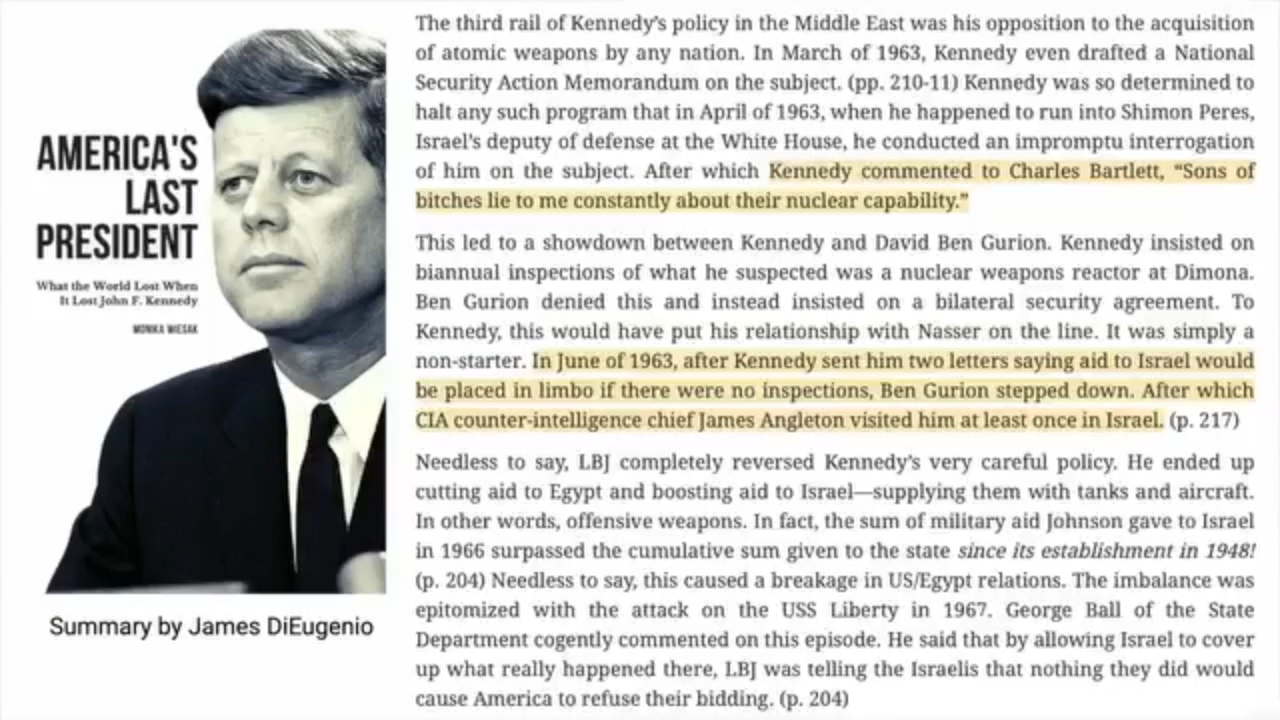 AMERICA'S
LAST
PRESIDENT
What the World Lost When
It Lost John F. Kennedy
MONIKA WIESAK
Summary by James DiEugenio
The third rail of Kennedy's policy in the Middle East was his opposition to the acquisition
of atomic weapons by any nation. In March of 1963, Kennedy even drafted a National
Security Action Memorandum on the subject. (pp. 210-11) Kennedy was so determined to
halt any such program that in April of 1963, when he happened to run into Shimon Peres,
Israel's deputy of defense at the White House, he conducted an impromptu interrogation
of him on the subject. After which Kennedy commented to Charles Bartlett, “Sons of
bitches lie to me constantly about their nuclear capability.”
This led to a showdown between Kennedy and David Ben Gurion. Kennedy insisted on
biannual inspections of what he suspected was a nuclear weapons reactor at Dimona.
Ben Gurion denied this and instead insisted on a bilateral security agreement. To
Kennedy, this would have put his relationship with Nasser on the line. It was simply a
non-starter. In June of 1963, after Kennedy sent him two letters saying aid to Israel would
be placed in limbo if there were no inspections, Ben Gurion stepped down. After which
CIA counter-intelligence chief James Angleton visited him at least once in Israel. (p. 217)
Needless to say, LBJ completely reversed Kennedy's very careful policy. He ended up
cutting aid to Egypt and boosting aid to Israel—supplying them with tanks and aircraft.
In other words, offensive weapons. In fact, the sum of military aid Johnson gave to Israel
in 1966 surpassed the cumulative sum given to the state since its establishment in 1948!
(p. 204) Needless to say, this caused a breakage in US/Egypt relations. The imbalance was
epitomized with the attack on the USS Liberty in 1967. George Ball of the State
Department cogently commented on this episode. He said that by allowing Israel to cover
up what really happened there, LBJ was telling the Israelis that nothing they did would
cause America to refuse their bidding. (p. 204)